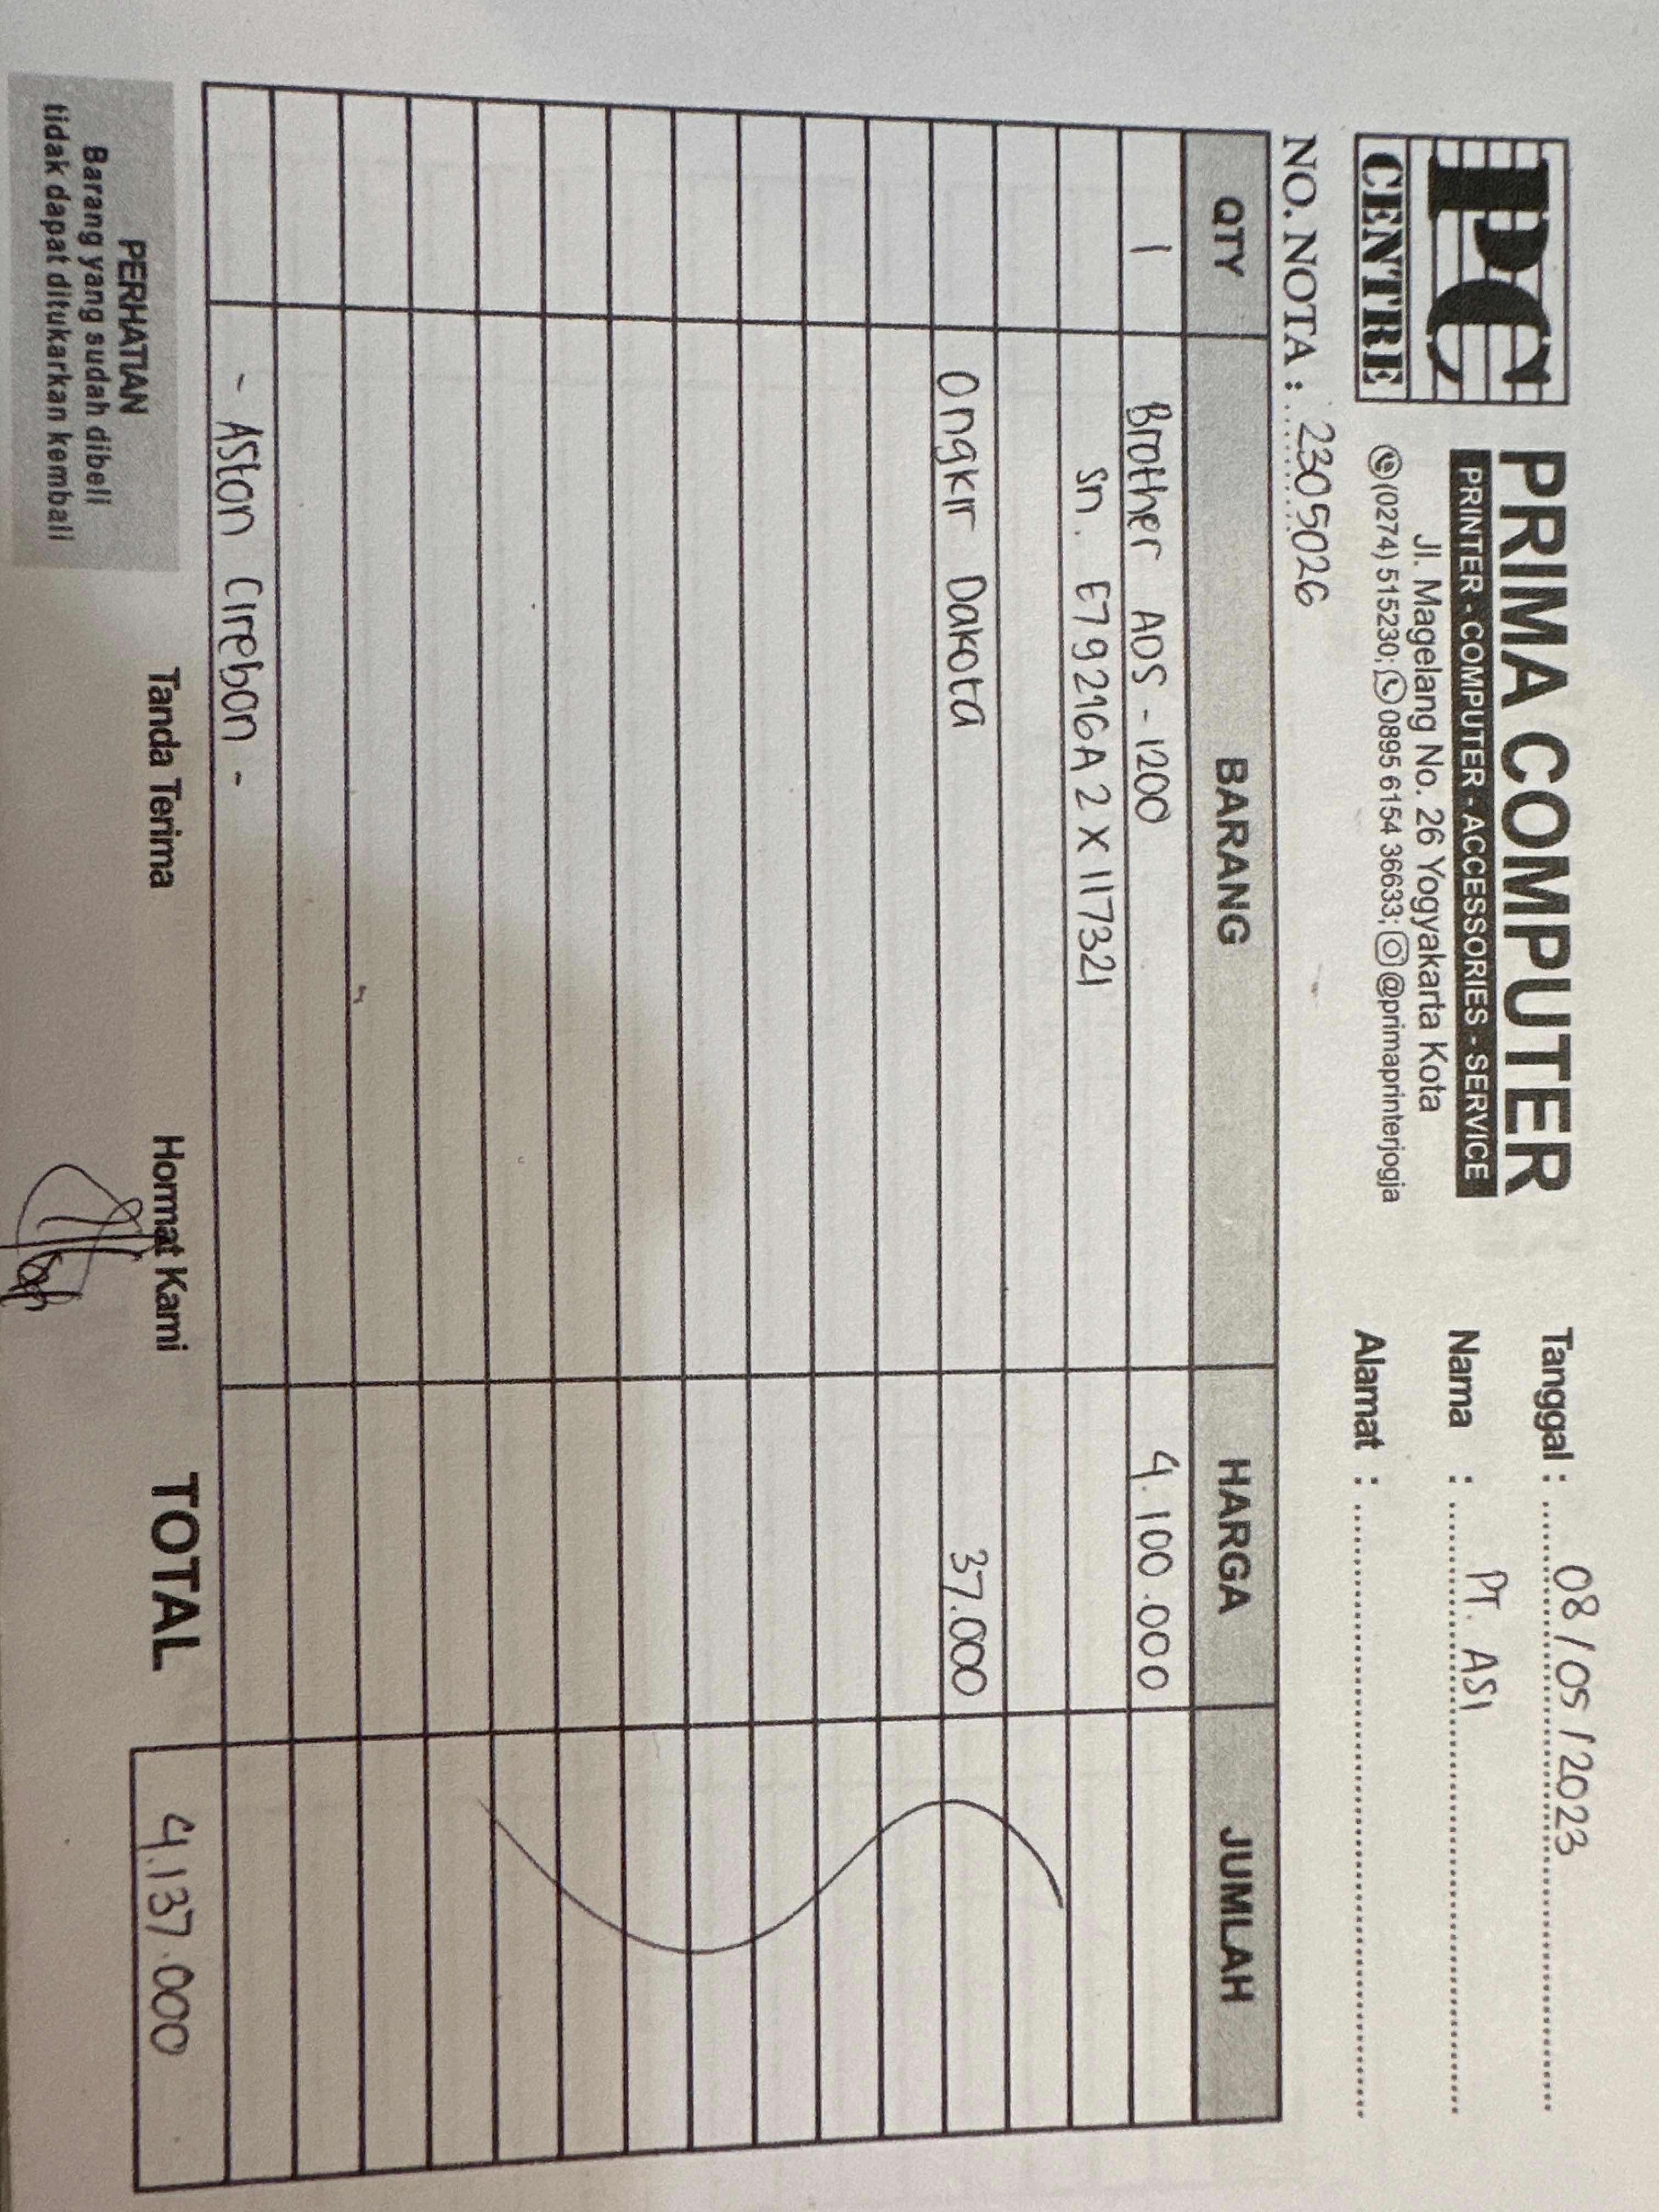 PC
CENTRE
PRIMA COMPUTER
PRINTER - COMPUTER - ACCESSORIES - SERVICE
Jl. Magelang No. 26 Yogyakarta Kota
(0274) 515230; 0895 6154 36633; @primaprinterjogja
Tanggal : 08/05/2023
Nama : PT. ASI
Alamat :
NO. NOTA : 2305026
QTY BARANG HARGA JUMLAH
1 Brother ADS-1200 4.100.000
Sn. E79216A2X117321
Ongkir Dakota 37.000
- Aston Cirebon -
Tanda Terima Hormat Kami TOTAL 4.137.000
PERHATIAN
Barang yang sudah dibeli
tidak dapat ditukarkan kembali